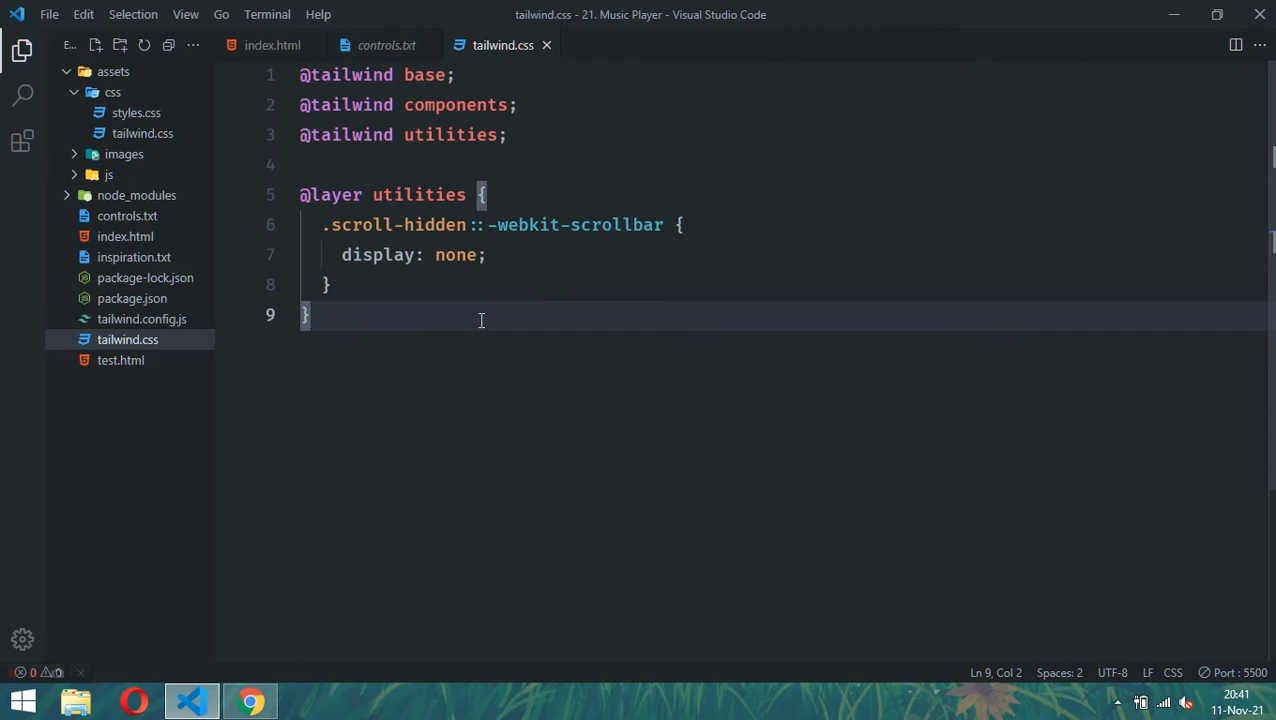 File Edit Selection View Go Terminal Help
tailwind.css - 21. Music Player - Visual Studio Code
E...
index.html
controls.txt
tailwind.css
assets
css
styles.css
tailwind.css
images
js
node_modules
controls.txt
index.html
inspiration.txt
package-lock.json
package.json
tailwind.config.js
tailwind.css
test.html
1 @tailwind base;
2 @tailwind components;
3 @tailwind utilities;
4
5 @layer utilities {
6 .scroll-hidden::-webkit-scrollbar {
7 display: none;
8 }
9 }
0 0
Ln 9, Col 2 Spaces: 2 UTF-8 LF CSS Port : 5500
20:41
11-Nov-21